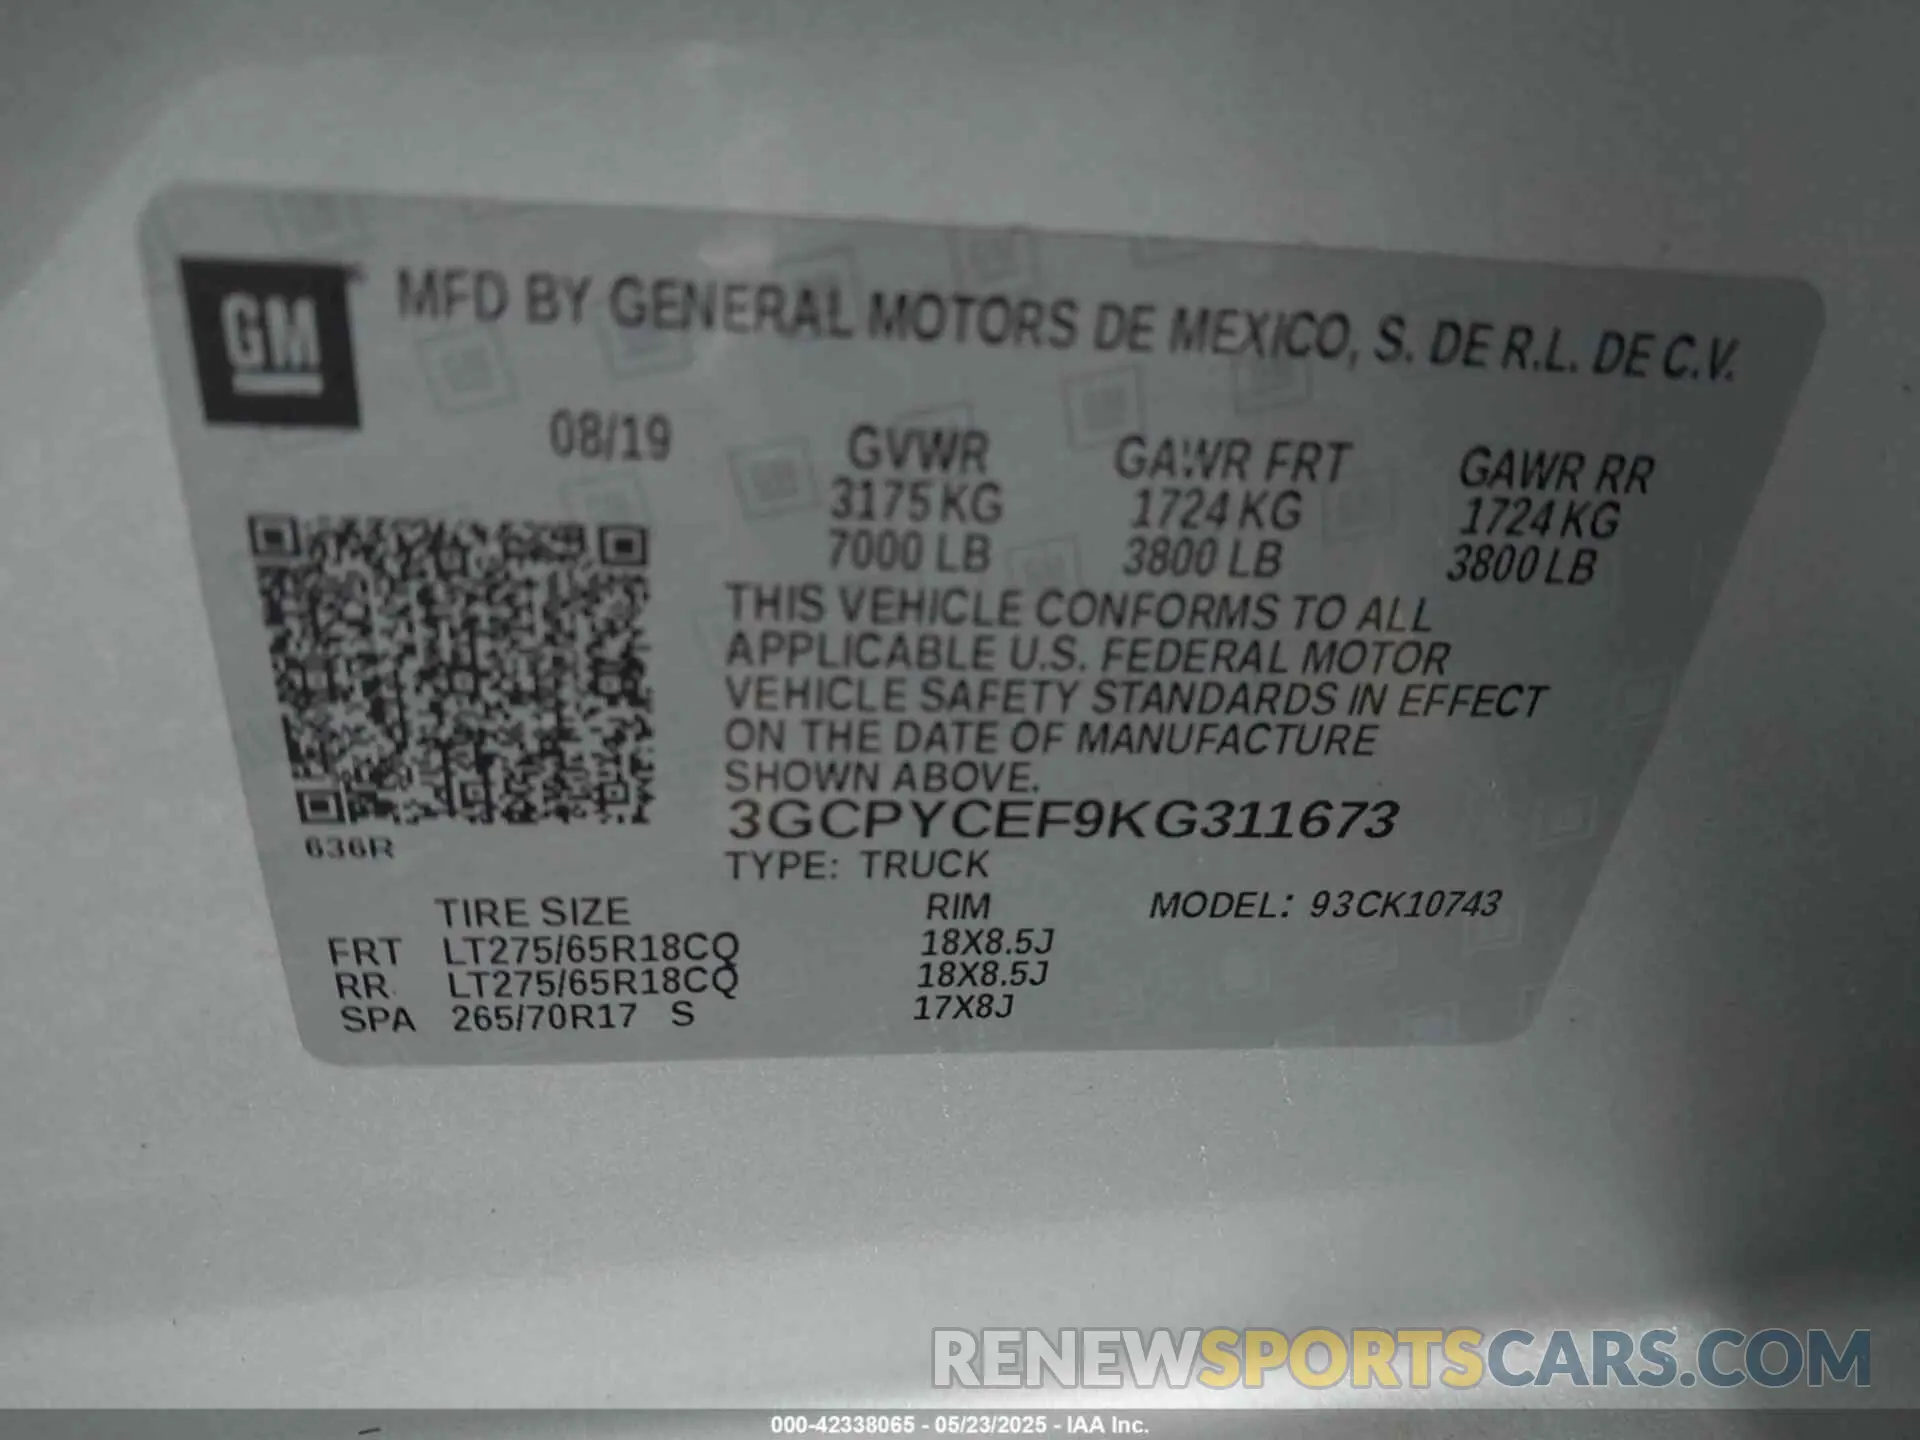 GM MFD BY GENERAL MOTORS DE MEXICO, S. DE R.L. DE C.V.
08/19 GVWR GAWR FRT GAWR RR
3175 KG 1724 KG 1724 KG
7000 LB 3800 LB 3800 LB
THIS VEHICLE CONFORMS TO ALL
APPLICABLE U.S. FEDERAL MOTOR
VEHICLE SAFETY STANDARDS IN EFFECT
ON THE DATE OF MANUFACTURE
SHOWN ABOVE.
3GCPYCEF9KG311673
636R
TYPE: TRUCK
TIRE SIZE RIM MODEL: 93CK10743
FRT LT275/65R18CQ 18X8.5J
RR LT275/65R18CQ 18X8.5J
SPA 265/70R17 S 17X8J
RENEWSPORTSCARS.COM
000-42338065 - 05/23/2025 - IAA Inc.